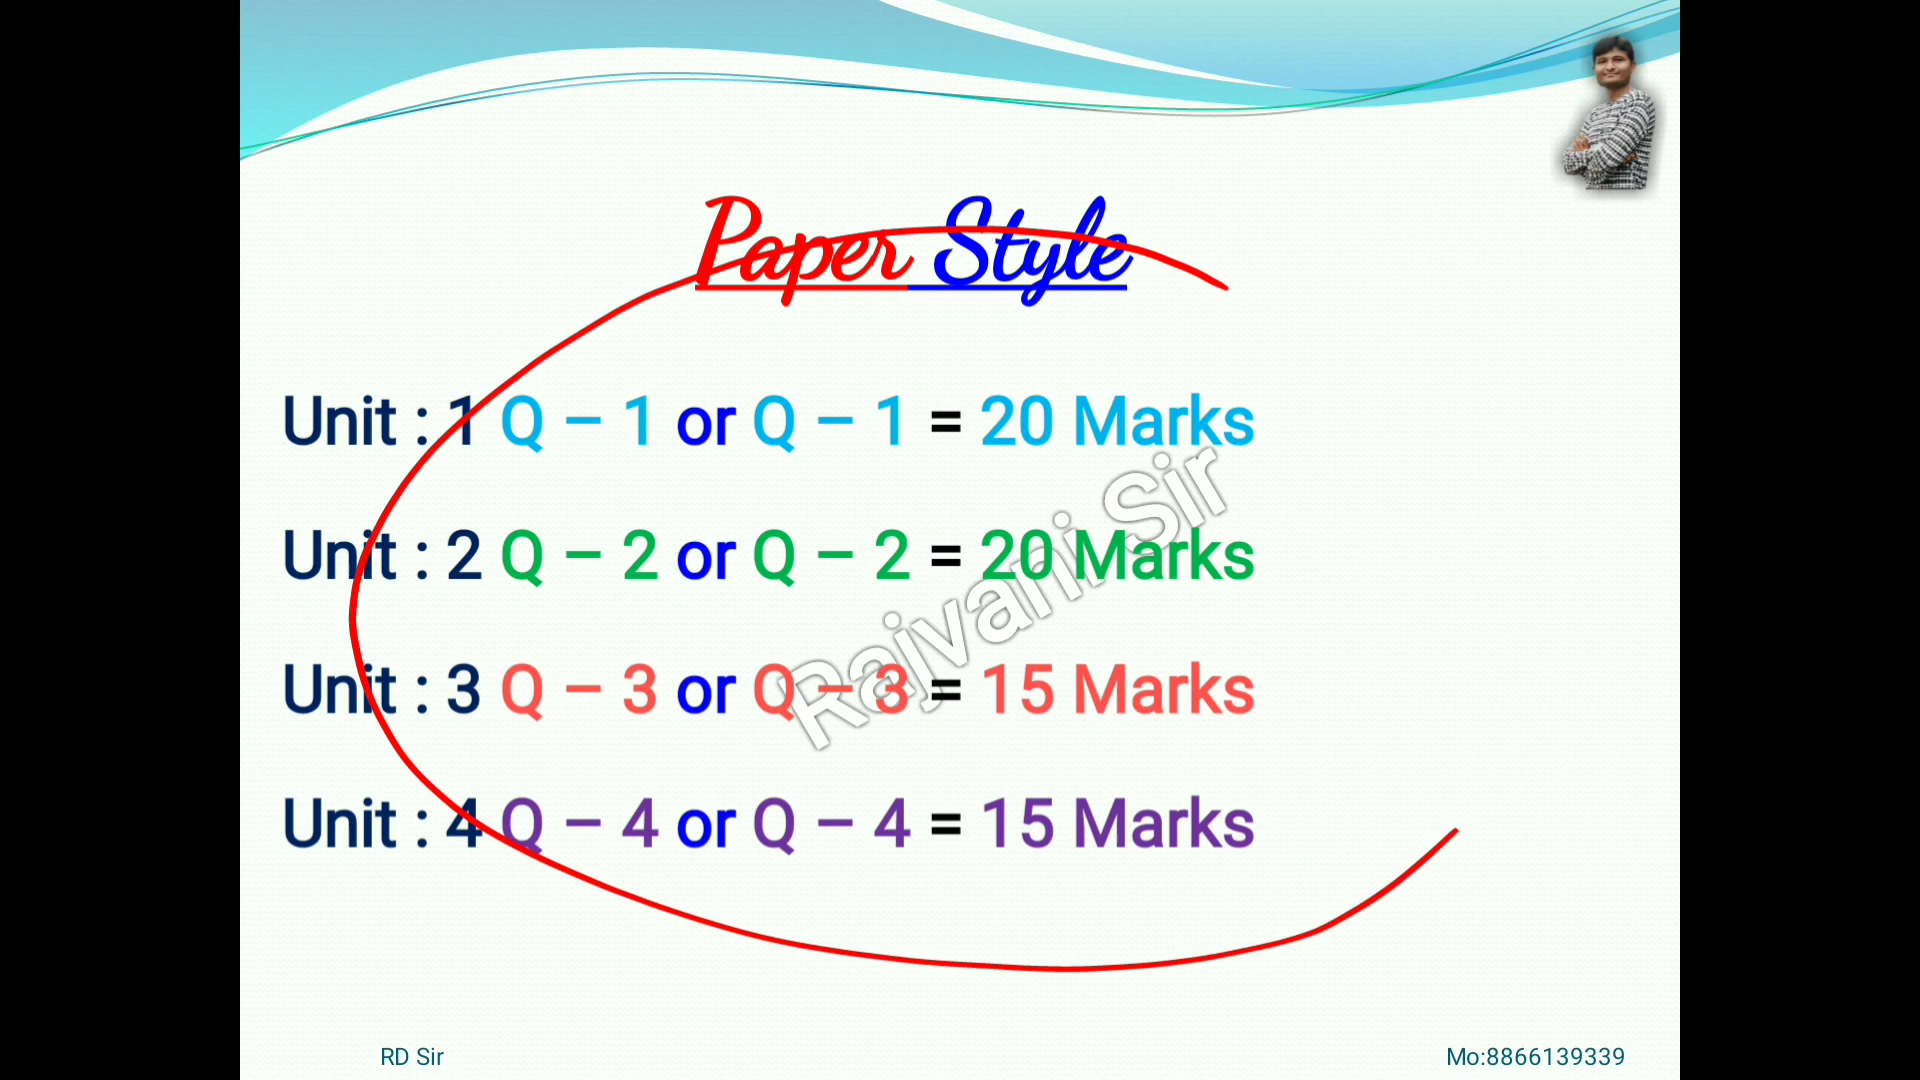 Paper Style
Unit : 1 Q – 1 or Q – 1 = 20 Marks
Unit : 2 Q – 2 or Q – 2 = 20 Marks
Unit : 3 Q – 3 or Q – 3 = 15 Marks
Unit : 4 Q – 4 or Q – 4 = 15 Marks
Rajvani Sir
RD Sir
Mo:8866139339